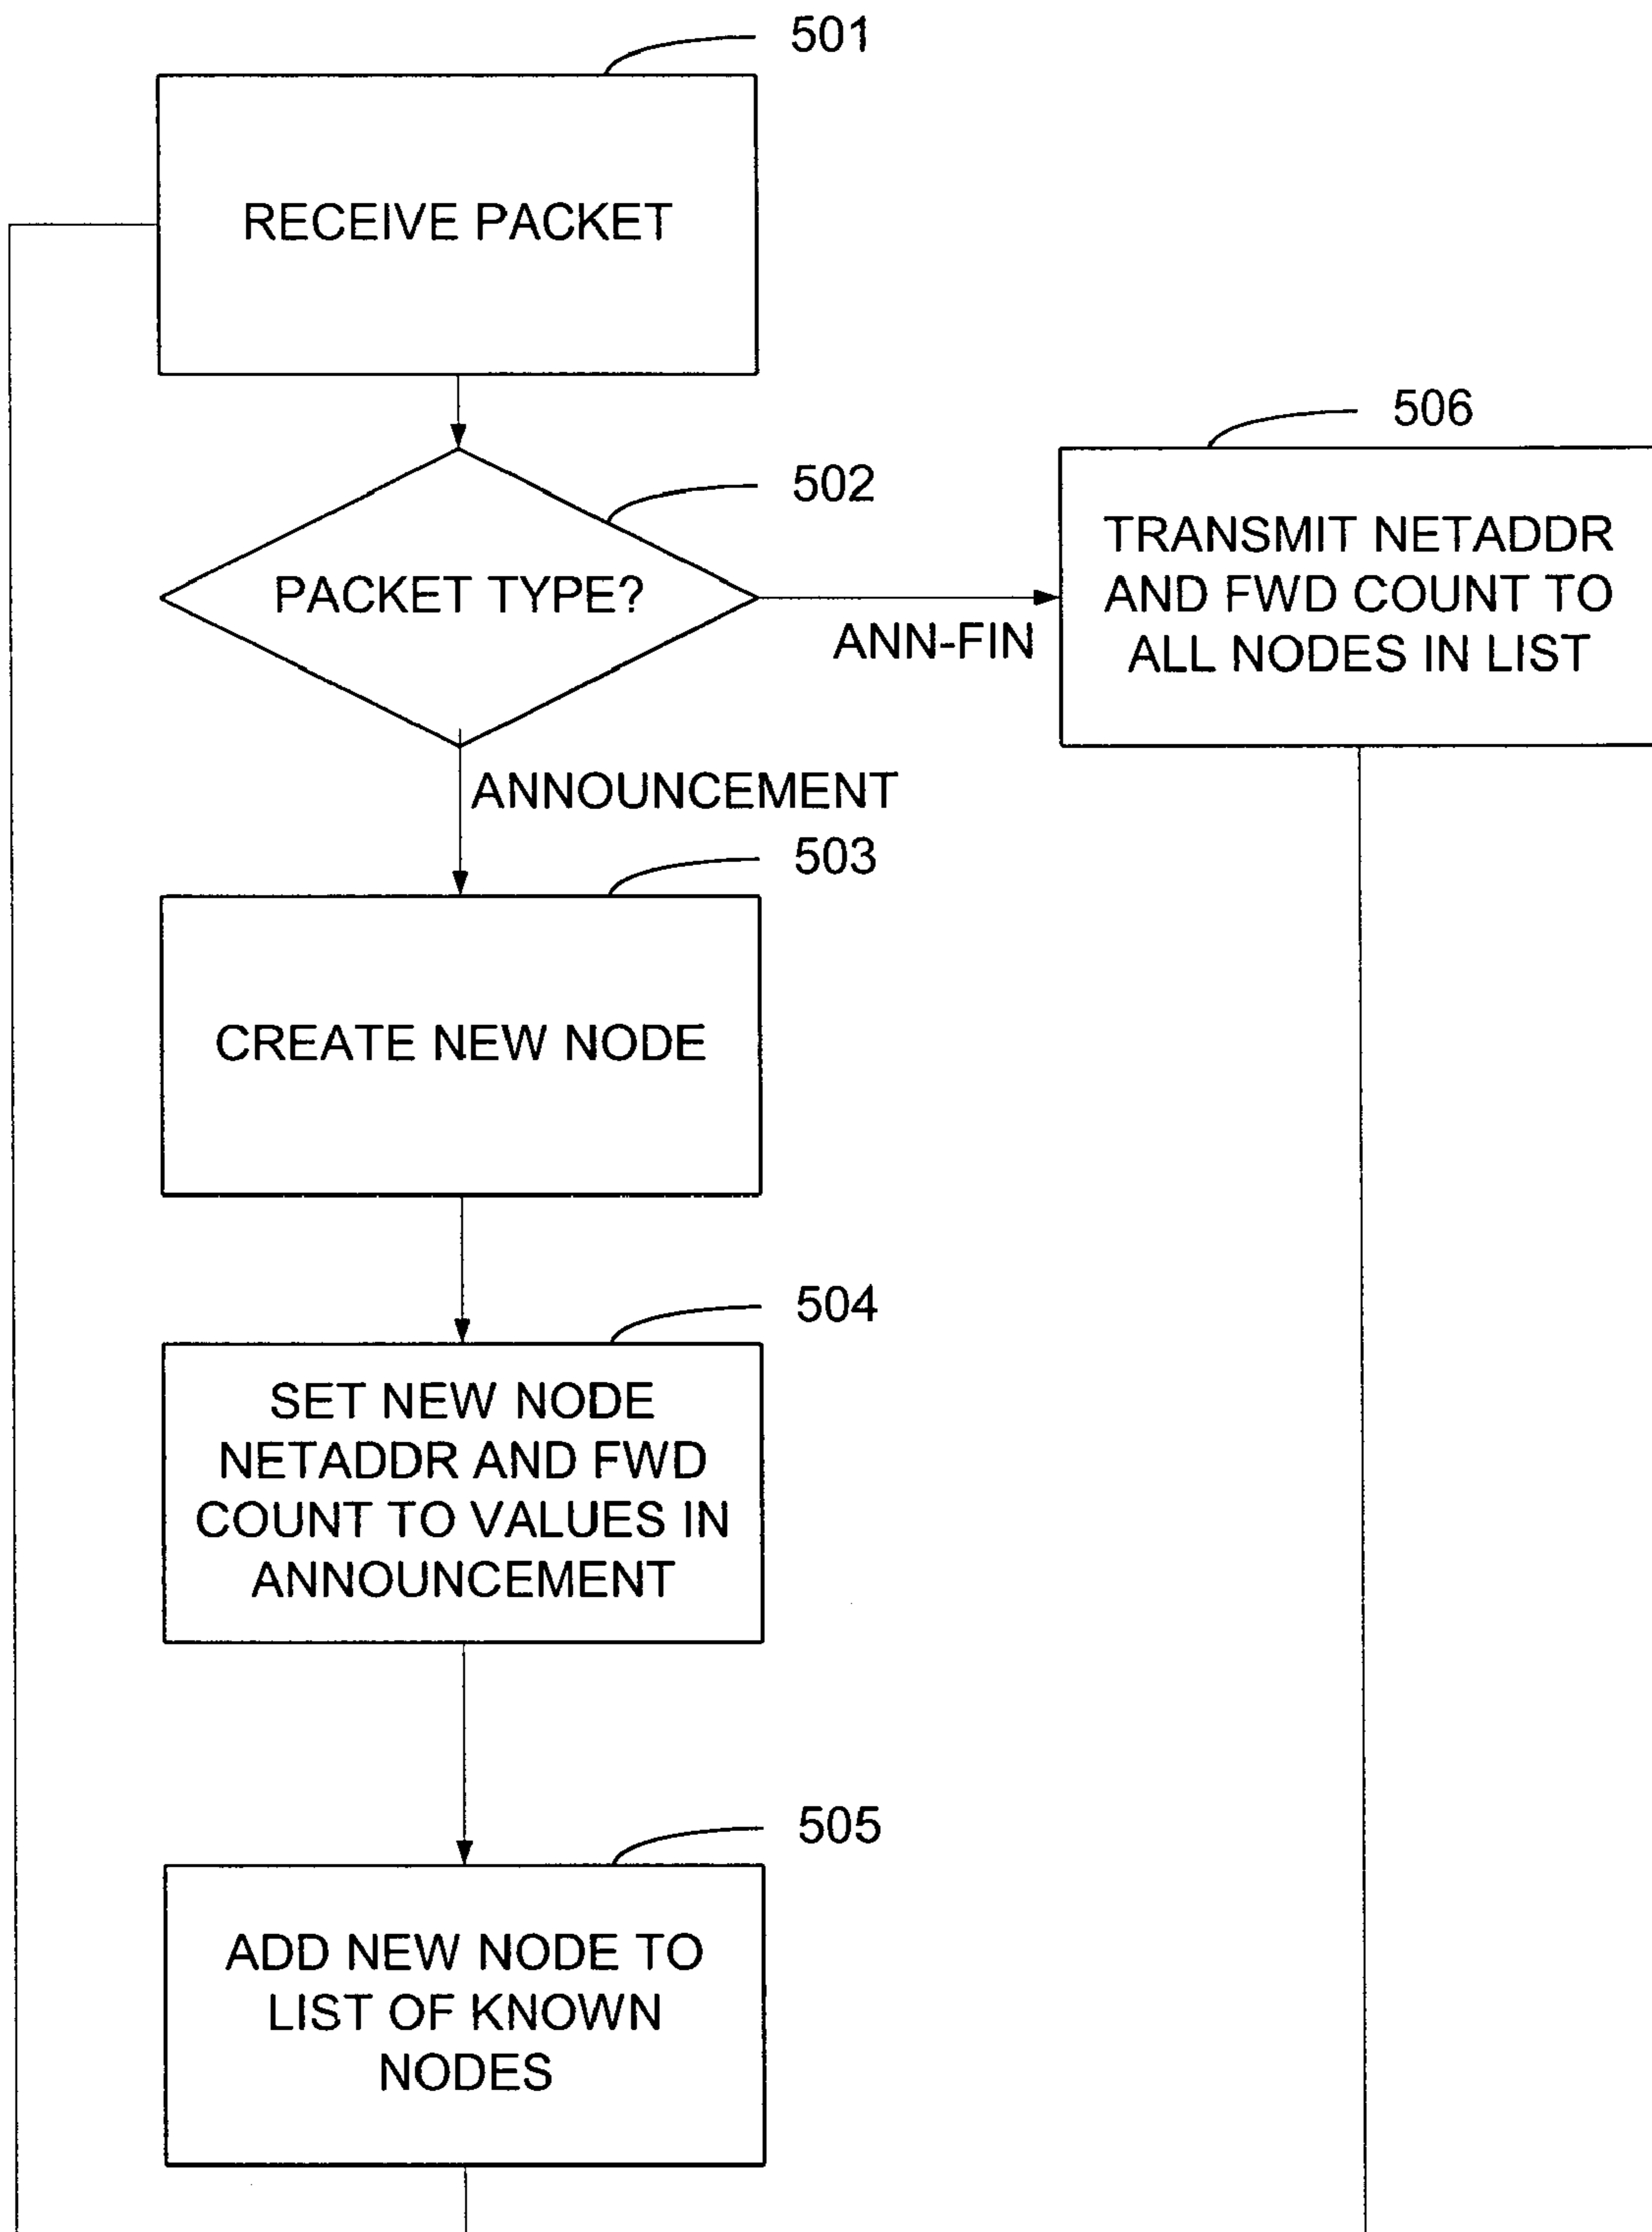 501
RECEIVE PACKET
506
502
TRANSMIT NETADDR
AND FWD COUNT TO
ALL NODES IN LIST
PACKET TYPE?
ANN-FIN
ANNOUNCEMENT
503
CREATE NEW NODE
504
SET NEW NODE
NETADDR AND FWD
COUNT TO VALUES IN
ANNOUNCEMENT
505
ADD NEW NODE TO
LIST OF KNOWN
NODES